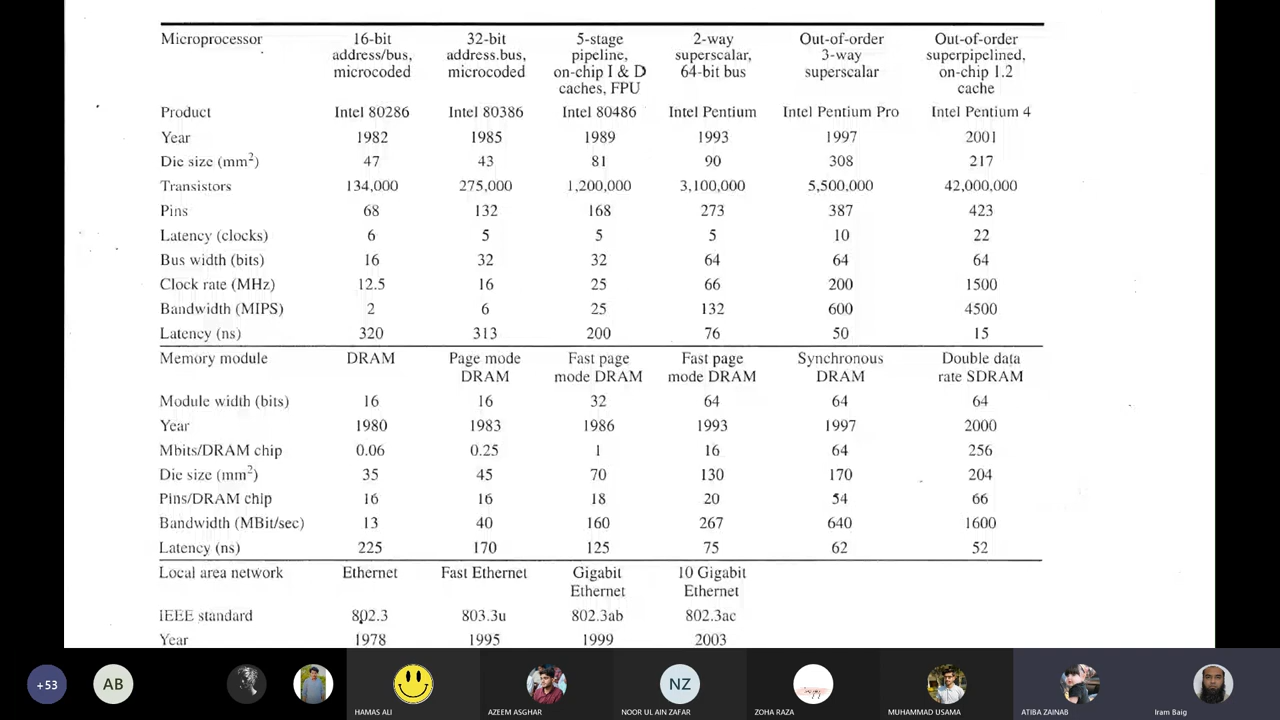 Microprocessor 16-bit address/bus, microcoded 32-bit address.bus, microcoded 5-stage pipeline, on-chip I & D caches, FPU 2-way superscalar, 64-bit bus Out-of-order 3-way superscalar Out-of-order superpipelined, on-chip 1.2 cache
Product Intel 80286 Intel 80386 Intel 80486 Intel Pentium Intel Pentium Pro Intel Pentium 4
Year 1982 1985 1989 1993 1997 2001
Die size (mm²) 47 43 81 90 308 217
Transistors 134,000 275,000 1,200,000 3,100,000 5,500,000 42,000,000
Pins 68 132 168 273 387 423
Latency (clocks) 6 5 5 5 10 22
Bus width (bits) 16 32 32 64 64 64
Clock rate (MHz) 12.5 16 25 66 200 1500
Bandwidth (MIPS) 2 6 25 132 600 4500
Latency (ns) 320 313 200 76 50 15
Memory module DRAM Page mode DRAM Fast page mode DRAM Fast page mode DRAM Synchronous DRAM Double data rate SDRAM
Module width (bits) 16 16 32 64 64 64
Year 1980 1983 1986 1993 1997 2000
Mbits/DRAM chip 0.06 0.25 1 16 64 256
Die size (mm²) 35 45 70 130 170 204
Pins/DRAM chip 16 16 18 20 54 66
Bandwidth (MBit/sec) 13 40 160 267 640 1600
Latency (ns) 225 170 125 75 62 52
Local area network Ethernet Fast Ethernet Gigabit Ethernet 10 Gigabit Ethernet
IEEE standard 802.3 803.3u 802.3ab 802.3ac
Year 1978 1995 1999 2003
+53 AB NZ
HAMAS ALI AZEEM ASGHAR NOOR UL AIN ZAFAR ZOHA RAZA MUHAMMAD USAMA ATIBA ZAINAB Iram Baig